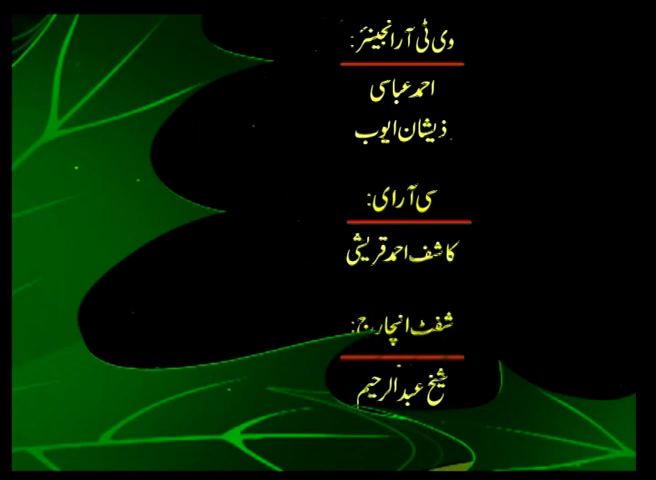 وی ٹی آر انجینئر:
احمد عباسی
ذیشان ایوب
سی آر ای:
کاشف احمد قریشی
شفٹ انچارج:
شیخ عبدالرحیم